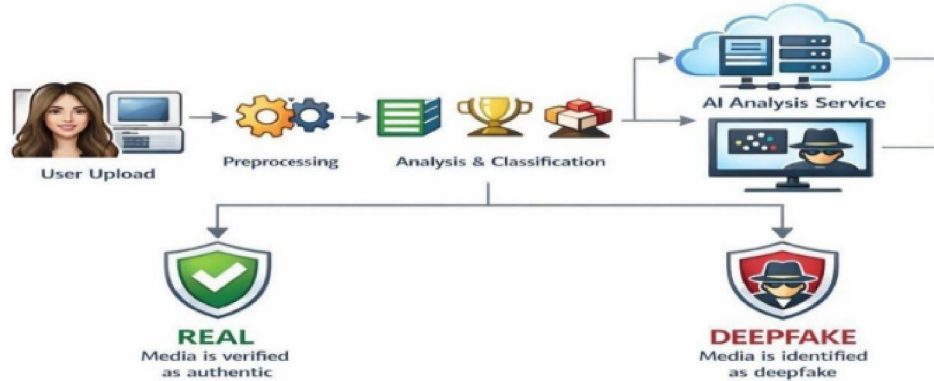 AI Analysis Service
User Upload
Preprocessing
Analysis & Classification
REAL
Media is verified
as authentic
DEEPFAKE
Media is identified
as deepfake